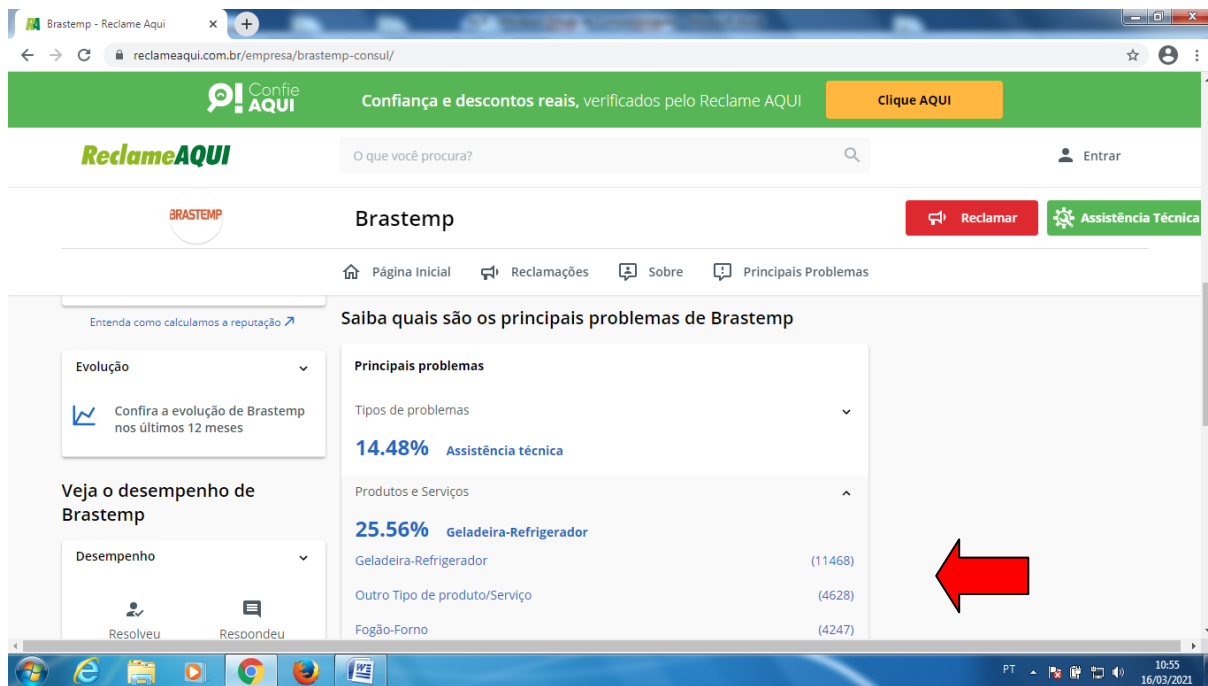 Brastemp - Reclame Aqui
reclameaqui.com.br/empresa/brastemp-consul/
Confie AQUI
Confiança e descontos reais, verificados pelo Reclame AQUI
Clique AQUI
ReclameAQUI
O que você procura?
Entrar
BRASTEMP
Brastemp
Reclamar
Assistência Técnica
Página Inicial
Reclamações
Sobre
Principais Problemas
Entenda como calculamos a reputação
Evolução
Confira a evolução de Brastemp
nos últimos 12 meses
Veja o desempenho de
Brastemp
Desempenho
Resolveu
Respondeu
Saiba quais são os principais problemas de Brastemp
Principais problemas
Tipos de problemas
14.48% Assistência técnica
Produtos e Serviços
25.56% Geladeira-Refrigerador
Geladeira-Refrigerador (11468)
Outro Tipo de produto/Serviço (4628)
Fogão-Forno (4247)
PT
10:55
16/03/2021